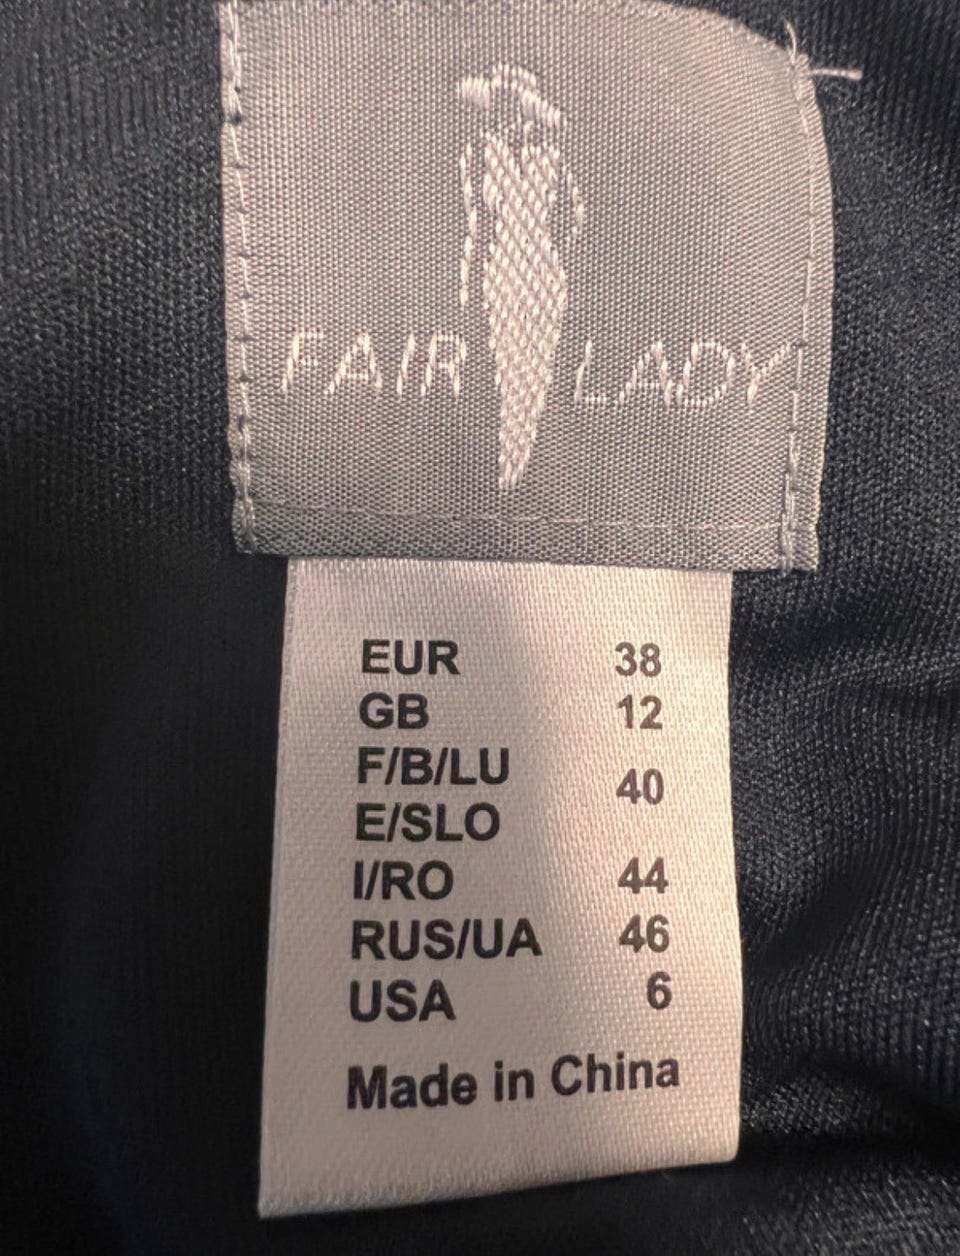 FAIR LADY
EUR 38
GB 12
F/B/LU
E/SLO 40
I/RO 44
RUS/UA 46
USA 6
Made in China